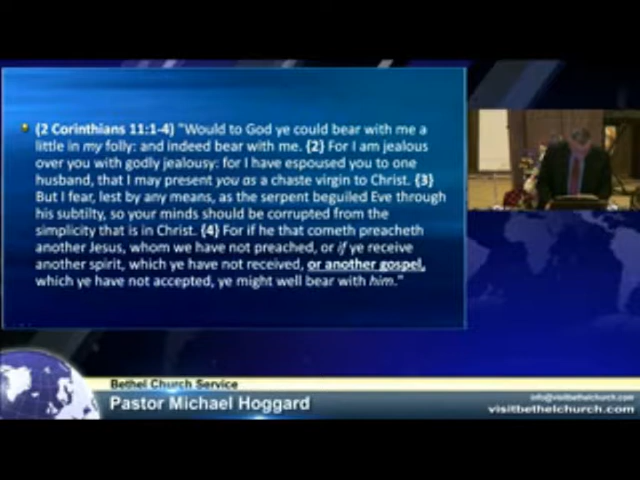 (2 Corinthians 11:1-4) "Would to God ye could bear with me a
little in my folly: and indeed bear with me. {2} For I am jealous
over you with godly jealousy: for I have espoused you to one
husband, that I may present you as a chaste virgin to Christ. {3}
But I fear, lest by any means, as the serpent beguiled Eve through
his subtilty, so your minds should be corrupted from the
simplicity that is in Christ. {4} For if he that cometh preacheth
another Jesus, whom we have not preached, or if ye receive
another spirit, which ye have not received, or another gospel,
which ye have not accepted, ye might well bear with him."
Bethel Church Service
Pastor Michael Hoggard
info@visitbethelchurch.com
visitbethelchurch.com